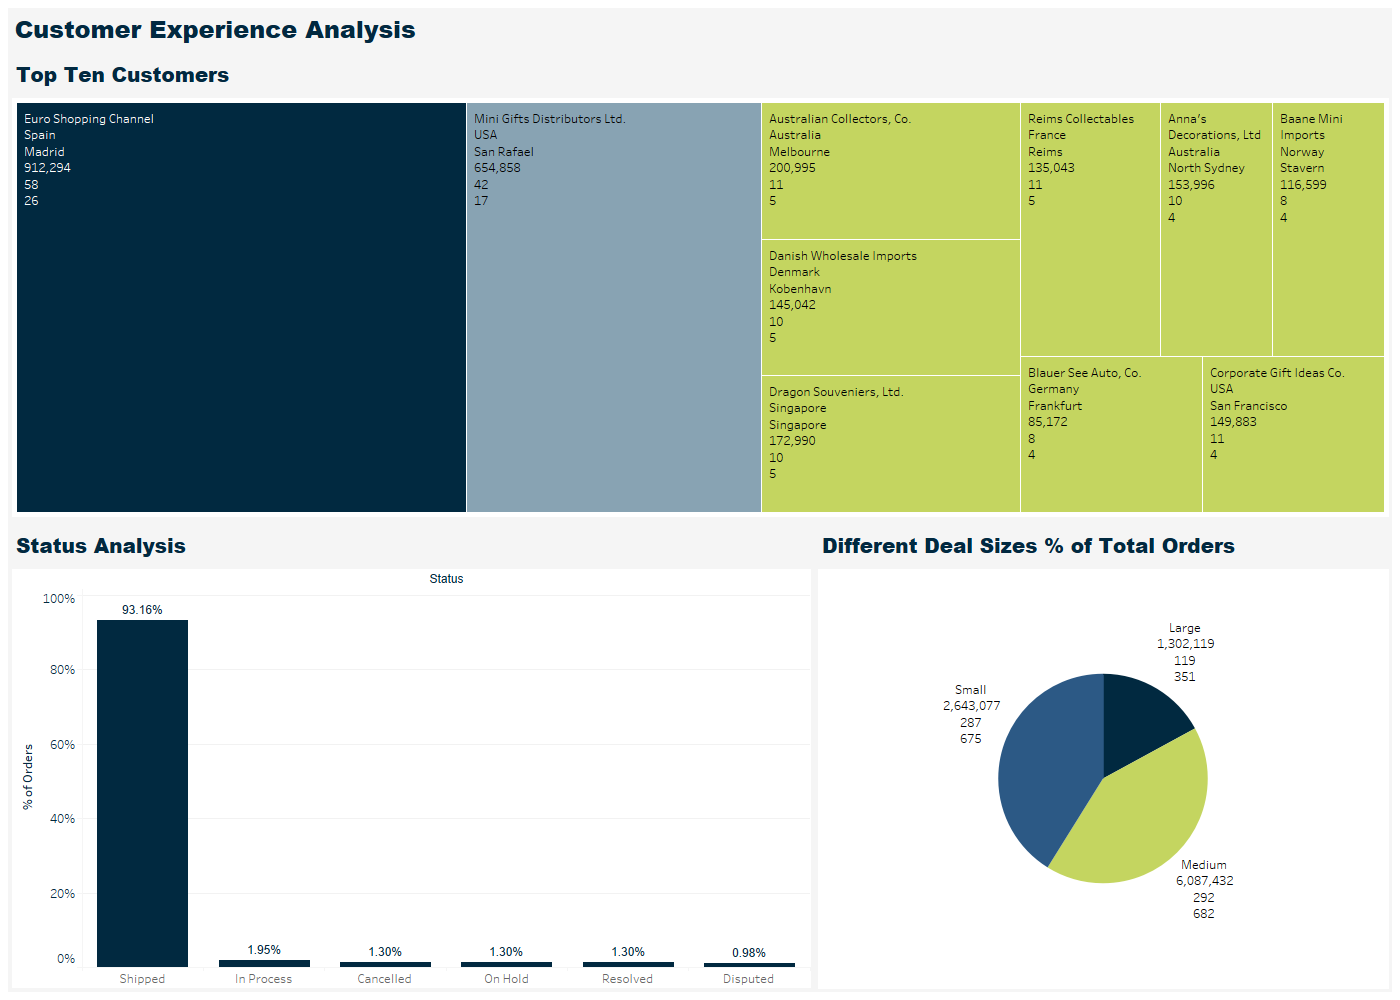 Customer Experience Analysis
Top Ten Customers
Euro Shopping Channel
Spain
Madrid
912,294
58
26
Mini Gifts Distributors Ltd.
USA
San Rafael
654,858
42
17
Australian Collectors, Co.
Australia
Melbourne
200,995
11
5
Danish Wholesale Imports
Denmark
Kobenhavn
145,042
10
5
Dragon Souveniers, Ltd.
Singapore
Singapore
172,990
10
5
Reims Collectables
France
Reims
135,043
11
5
Anna's
Decorations, Ltd
Australia
North Sydney
153,996
10
4
Baane Mini
Imports
Norway
Stavern
116,599
8
4
Blauer See Auto, Co.
Germany
Frankfurt
85,172
8
4
Corporate Gift Ideas Co.
USA
San Francisco
149,883
11
4
Status Analysis
Status
% of Orders
100%
80%
60%
40%
20%
0%
93.16%
1.95%
1.30%
1.30%
1.30%
0.98%
Shipped
In Process
Cancelled
On Hold
Resolved
Disputed
Different Deal Sizes % of Total Orders
Large
1,302,119
119
351
Small
2,643,077
287
675
Medium
6,087,432
292
682